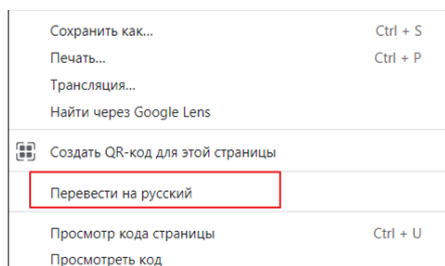 Сохранить как... Ctrl + S
Печать... Ctrl + P
Трансляция...
Найти через Google Lens
Создать QR-код для этой страницы
Перевести на русский
Просмотр кода страницы Ctrl + U
Просмотреть код